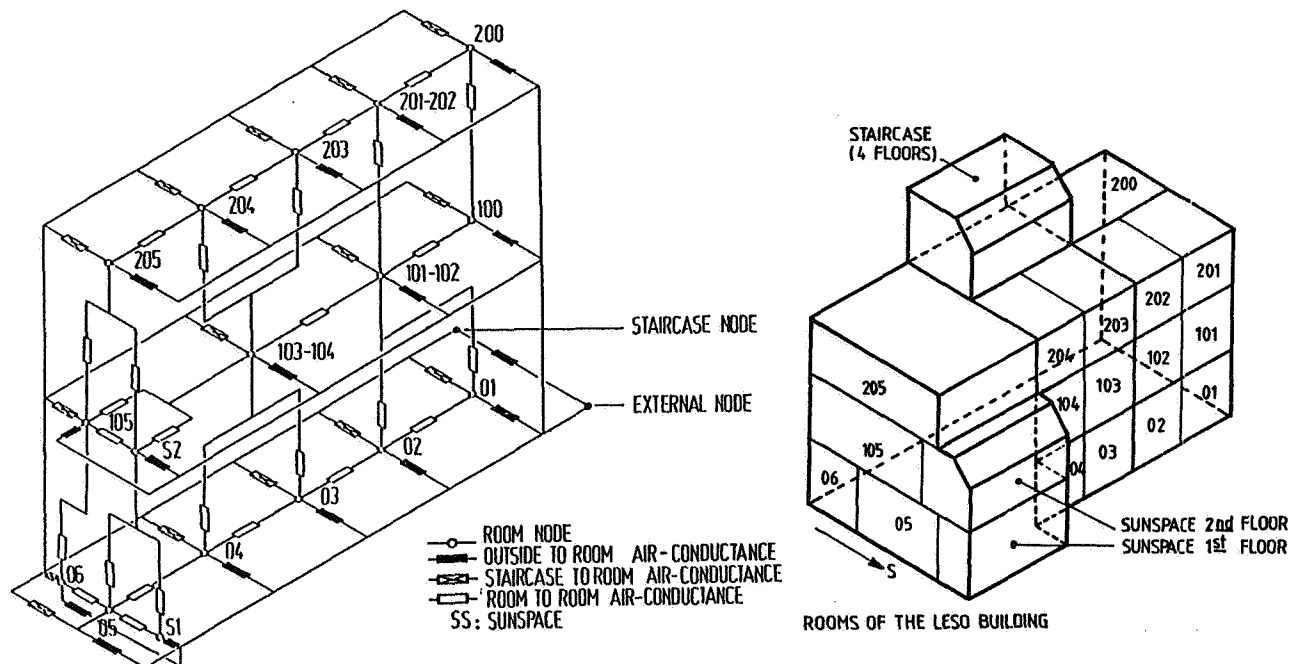 200
201-202
203
204
205
100
101-102
103-104
105
S2
01
02
03
04
06
05
S1
STAIRCASE NODE
EXTERNAL NODE
ROOM NODE
OUTSIDE TO ROOM AIR-CONDUCTANCE
STAIRCASE TO ROOM AIR-CONDUCTANCE
ROOM TO ROOM AIR-CONDUCTANCE
SS: SUNSPACE
STAIRCASE
(4 FLOORS)
200
201
202
203
204
205
101
102
103
104
105
01
02
03
04
06
05
S
SUNSPACE 2nd FLOOR
SUNSPACE 1st FLOOR
ROOMS OF THE LESO BUILDING